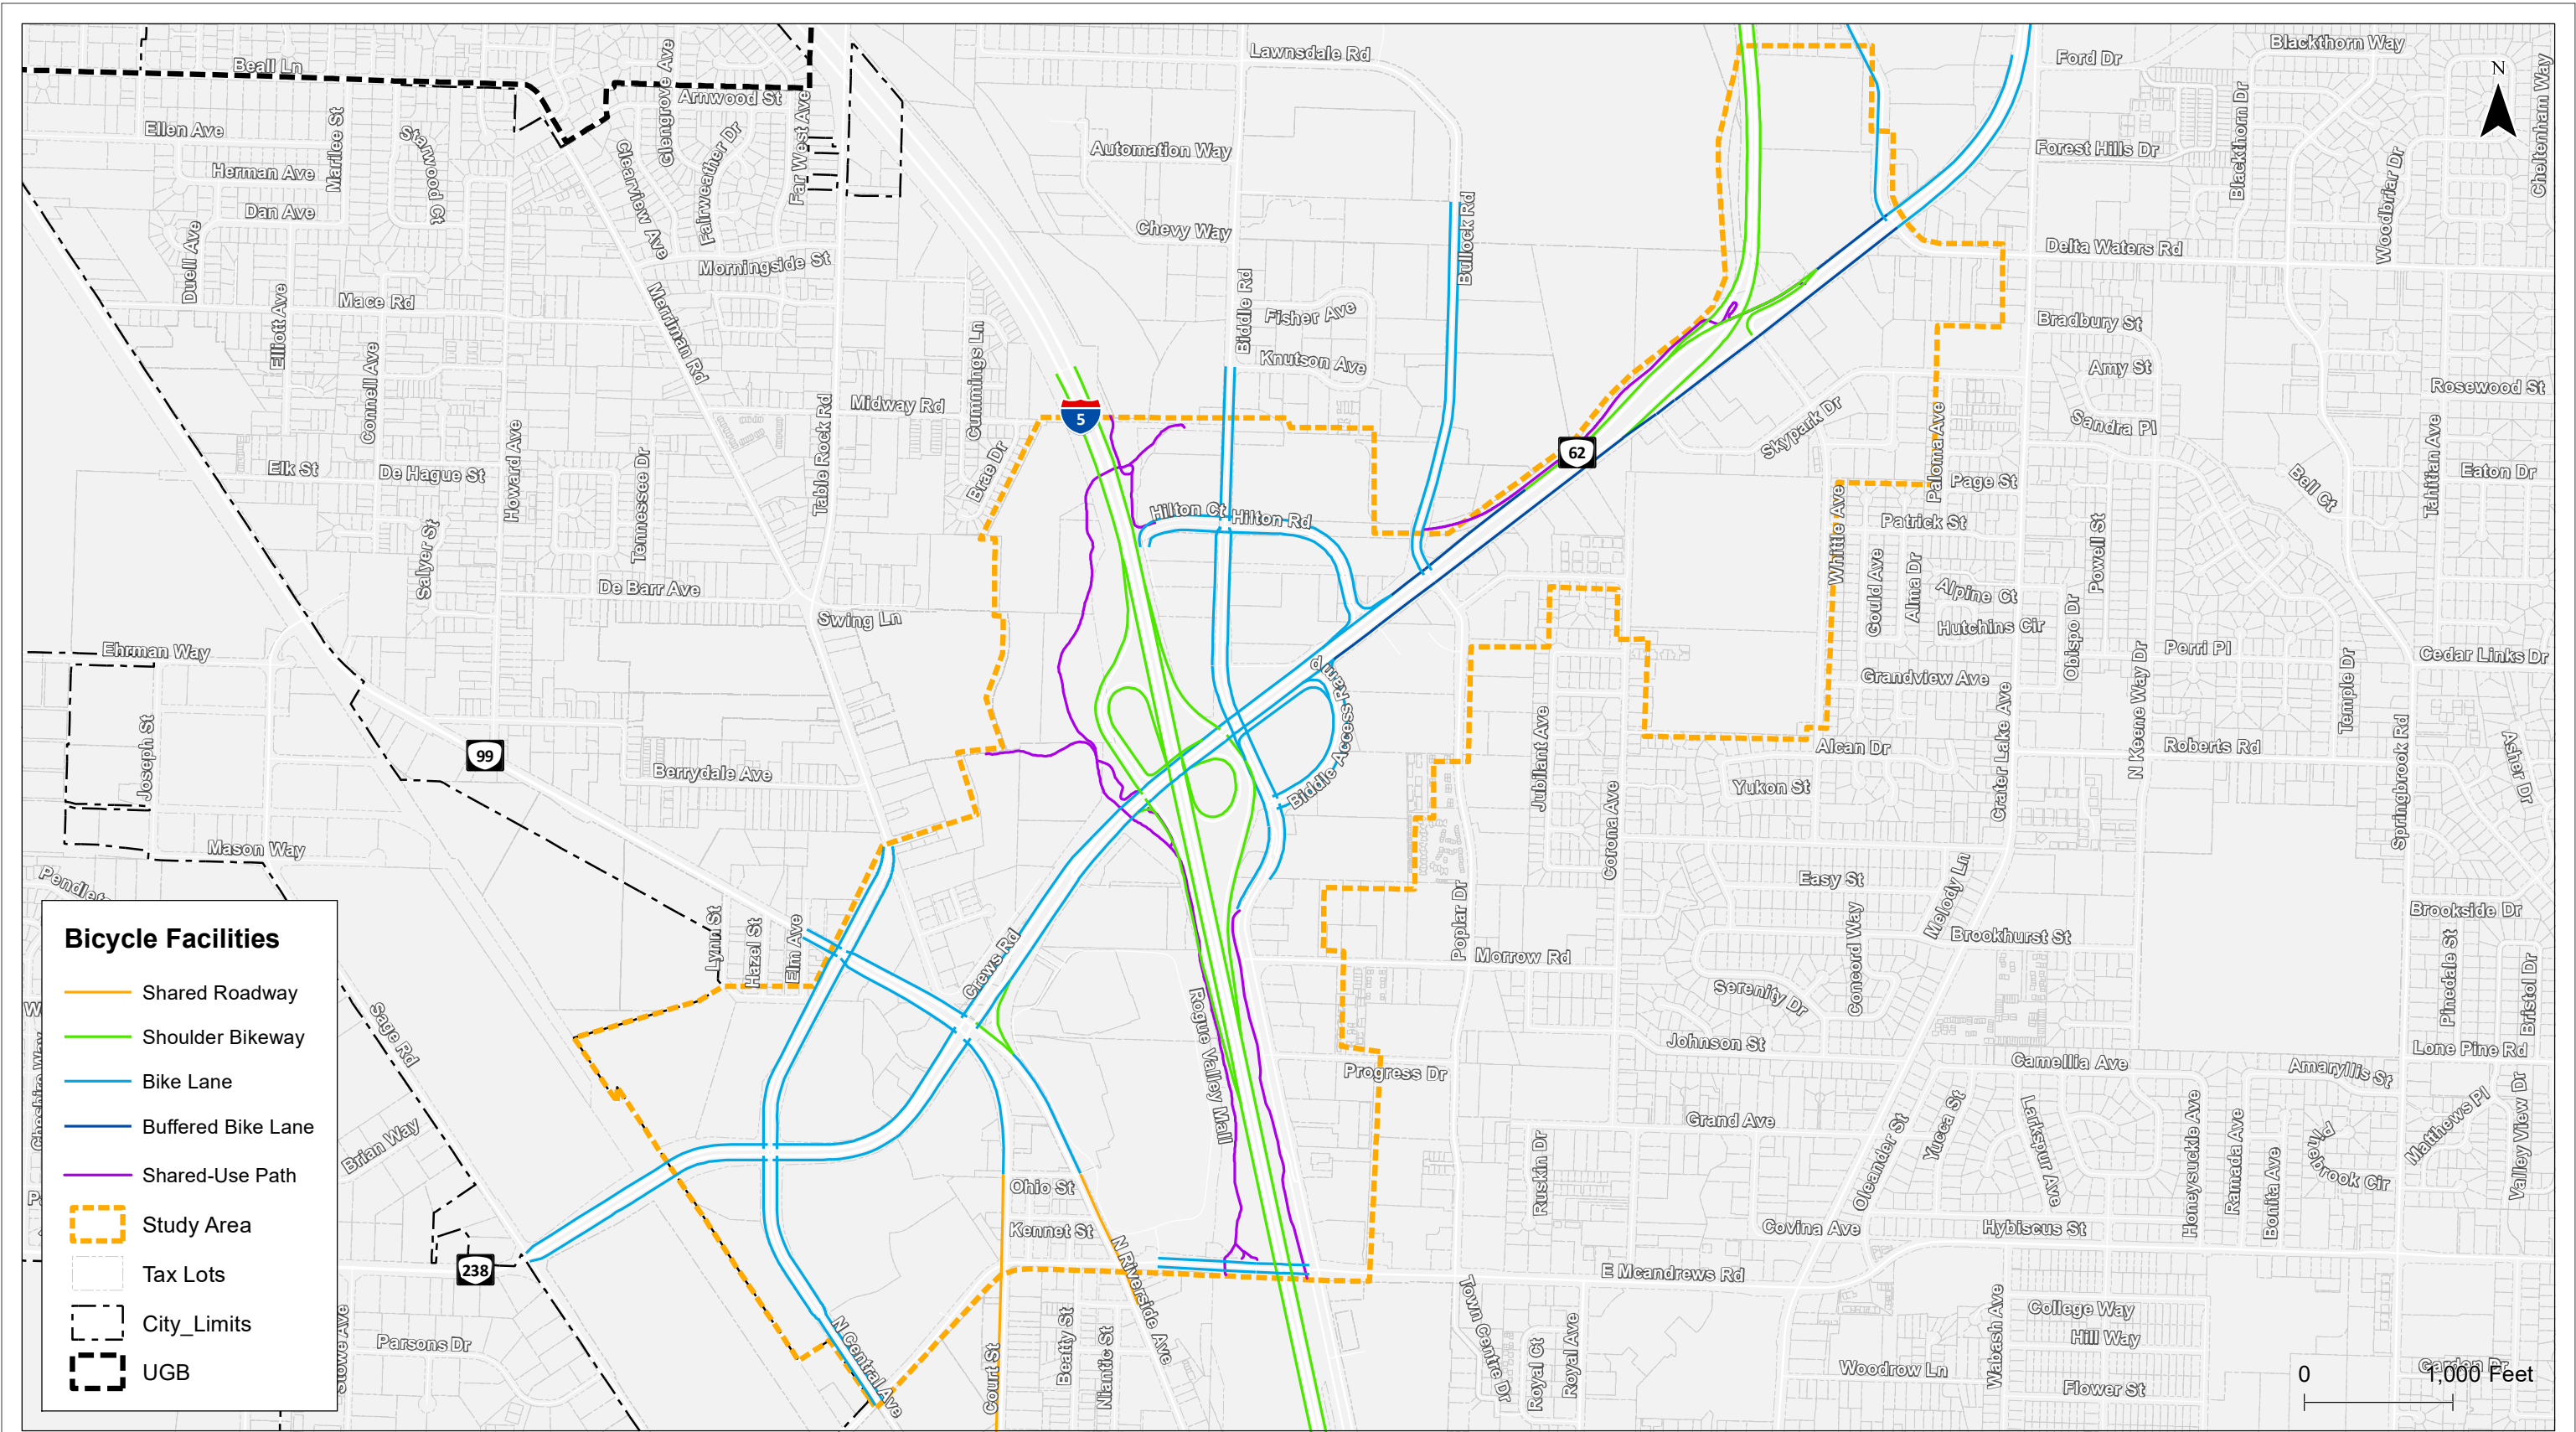 Beall Ln
Glengrove Ave
Lawnsdale Rd
Ford Dr
Blackthorn Way
N
Arnwood St
Ellen Ave
Marilee St
Starwood Ct
Clearview Ave
Fairweather Dr
Far West Ave
Automation Way
Forest Hills Dr
Blackthorn Dr
Woodbriar Dr
Cheltenham Way
Herman Ave
Dan Ave
Duell Ave
Morningside St
Chevy Way
Bullock Rd
Delta Waters Rd
Mace Rd
Elliott Ave
Connell Ave
Merriman Rd
Cummings Ln
Biddle Rd
Fisher Ave
Knutson Ave
Bradbury St
Amy St
Rosewood St
Midway Rd
Table Rock Rd
5
62
Skypark Dr
Paloma Ave
Sandra Pl
Tahitian Ave
Elk St
De Hague St
Howard Ave
Tennessee Dr
Brae Dr
Page St
Bell Ct
Eaton Dr
Hilton Ct
Hilton Rd
Whittle Ave
Patrick St
Powell St
Salyer St
De Barr Ave
Swing Ln
Gould Ave
Alma Dr
Alpine Ct
Hutchins Cir
Obispo Dr
Ehrman Way
Biddle Access Ramp
Grandview Ave
N Keene Way Dr
Perri Pl
Temple Dr
Cedar Links Dr
Joseph St
99
Berrydale Ave
Jubilant Ave
Corona Ave
Alcan Dr
Yukon St
Crater Lake Ave
Roberts Rd
Springbrook Rd
Asher Dr
Mason Way
Pendlet
Easy St
Melody Ln
Brookside Dr
Lynn St
Hazel St
Elm Ave
Crews Rd
Poplar Dr
Morrow Rd
Concord Way
Brookhurst St
Serenity Dr
Pinedale St
Bristol Dr
Sage Rd
Rogue Valley Mall
Progress Dr
Johnson St
Camellia Ave
Amaryllis St
Lone Pine Rd
Brian Way
Grand Ave
Oleander St
Yucca St
Larkspur Ave
Honeysuckle Ave
Ramada Ave
Bonita Ave
Pinebrook Cir
Matthews Pl
Valley View Dr
Ohio St
Kennet St
Ruskin Dr
Covina Ave
Hybiscus St
238
N Riverside Ave
E Mcandrews Rd
Parsons Dr
N Central Ave
Court St
Beatty St
Niantic St
Town Centre Dr
Royal Ct
Royal Ave
Wabash Ave
College Way
Hill Way
Woodrow Ln
Flower St
Garden Dr
Bicycle Facilities
Shared Roadway
Shoulder Bikeway
Bike Lane
Buffered Bike Lane
Shared-Use Path
Study Area
Tax Lots
City_Limits
UGB
0 1,000 Feet